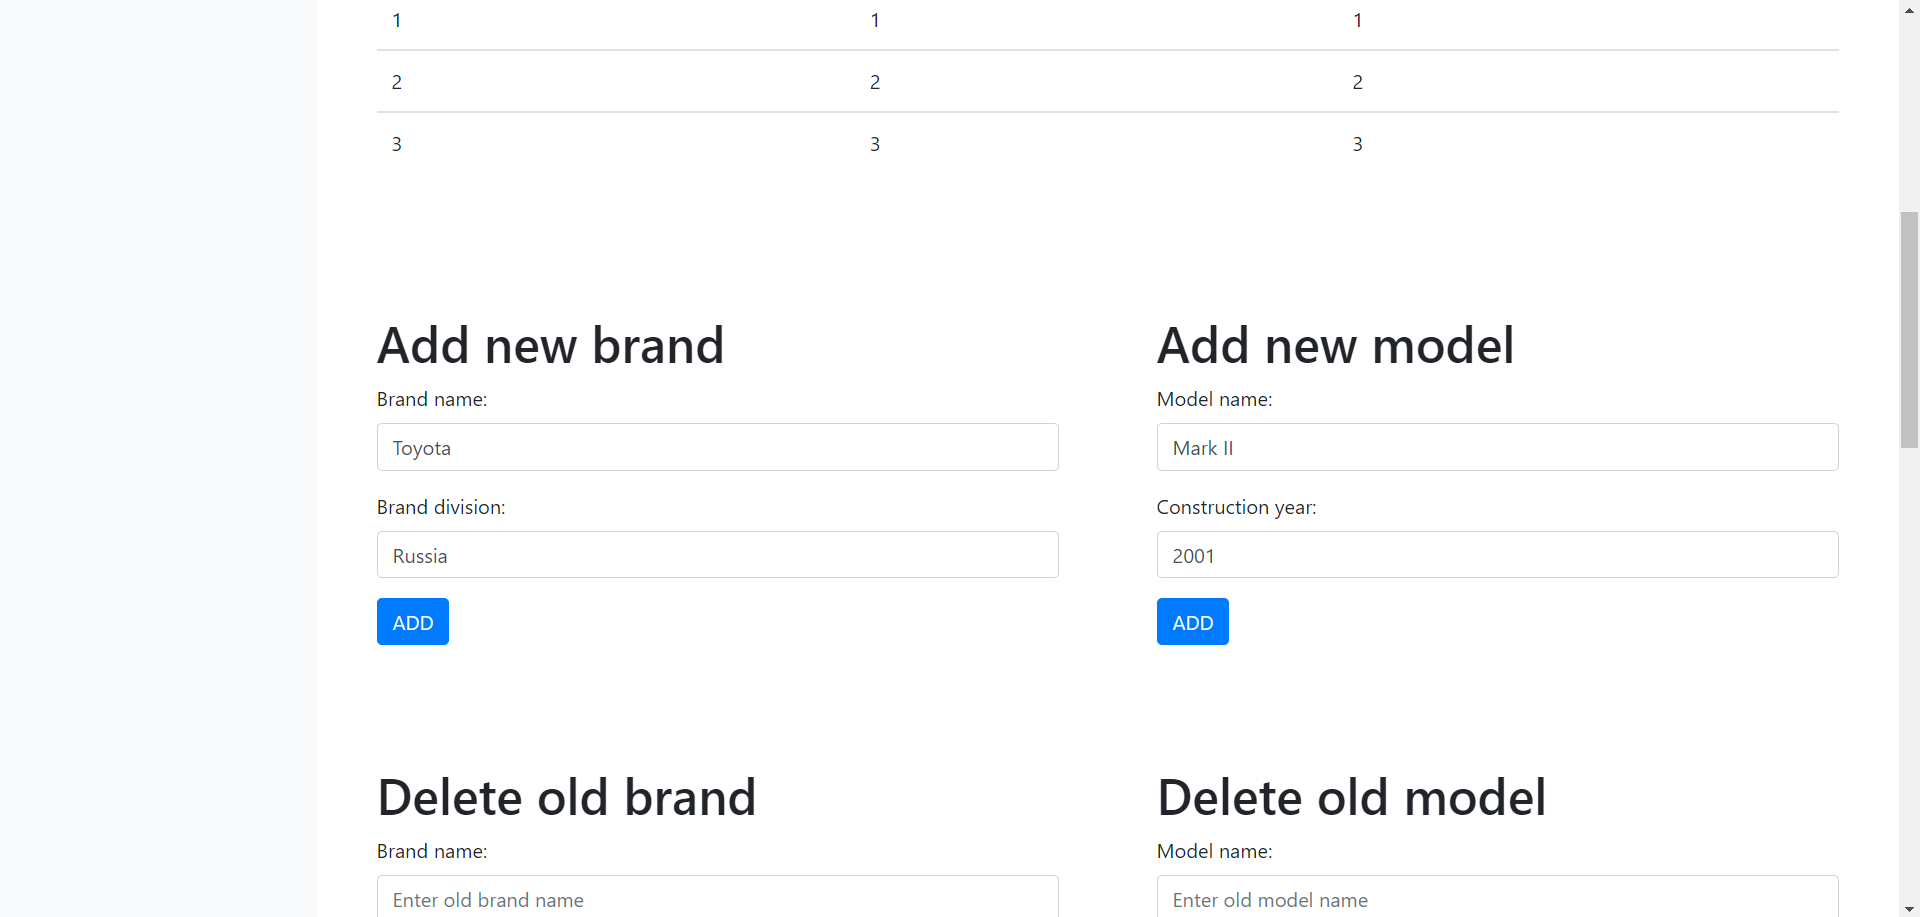 1 1 1
2 2 2
3 3 3
Add new brand
Brand name:
Toyota
Brand division:
Russia
ADD
Add new model
Model name:
Mark II
Construction year:
2001
ADD
Delete old brand
Brand name:
Enter old brand name
Delete old model
Model name:
Enter old model name